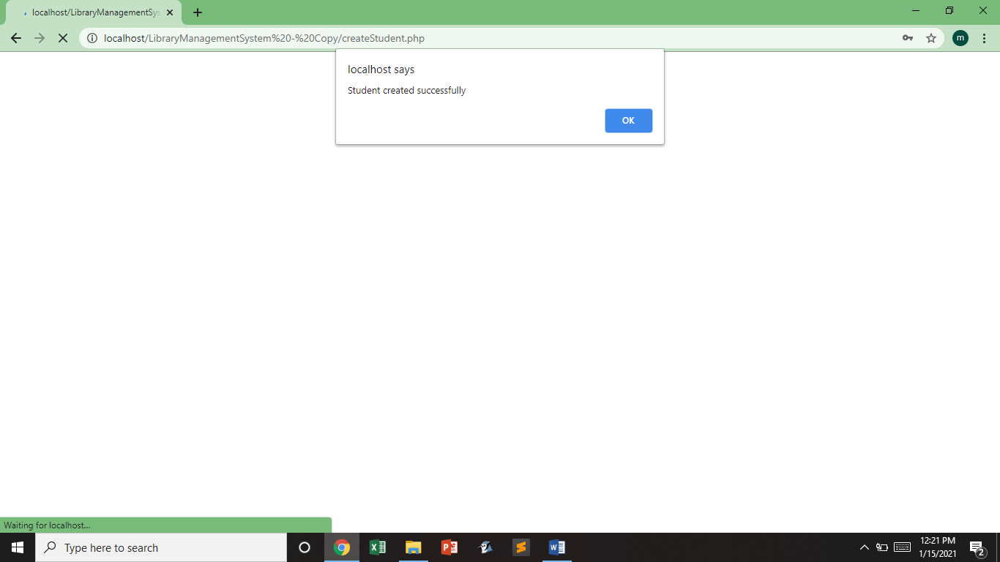 localhost/LibraryManagementSys
localhost/LibraryManagementSystem%20-%20Copy/createStudent.php
m
localhost says
Student created successfully
OK
Waiting for localhost...
Type here to search
12:21 PM
1/15/2021
2